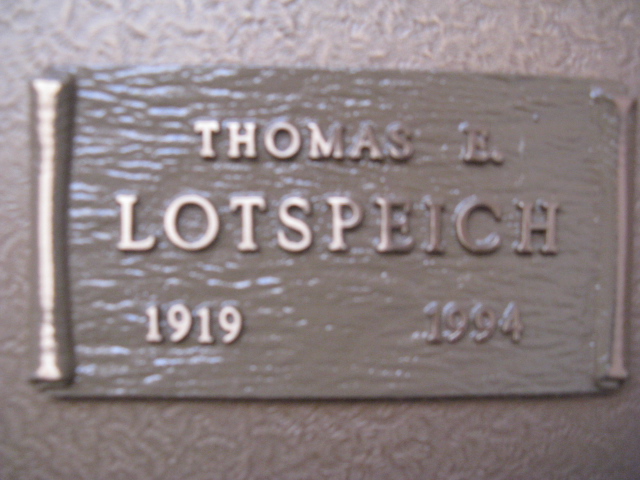 THOMAS E.
LOTSPEICH
1919 1994